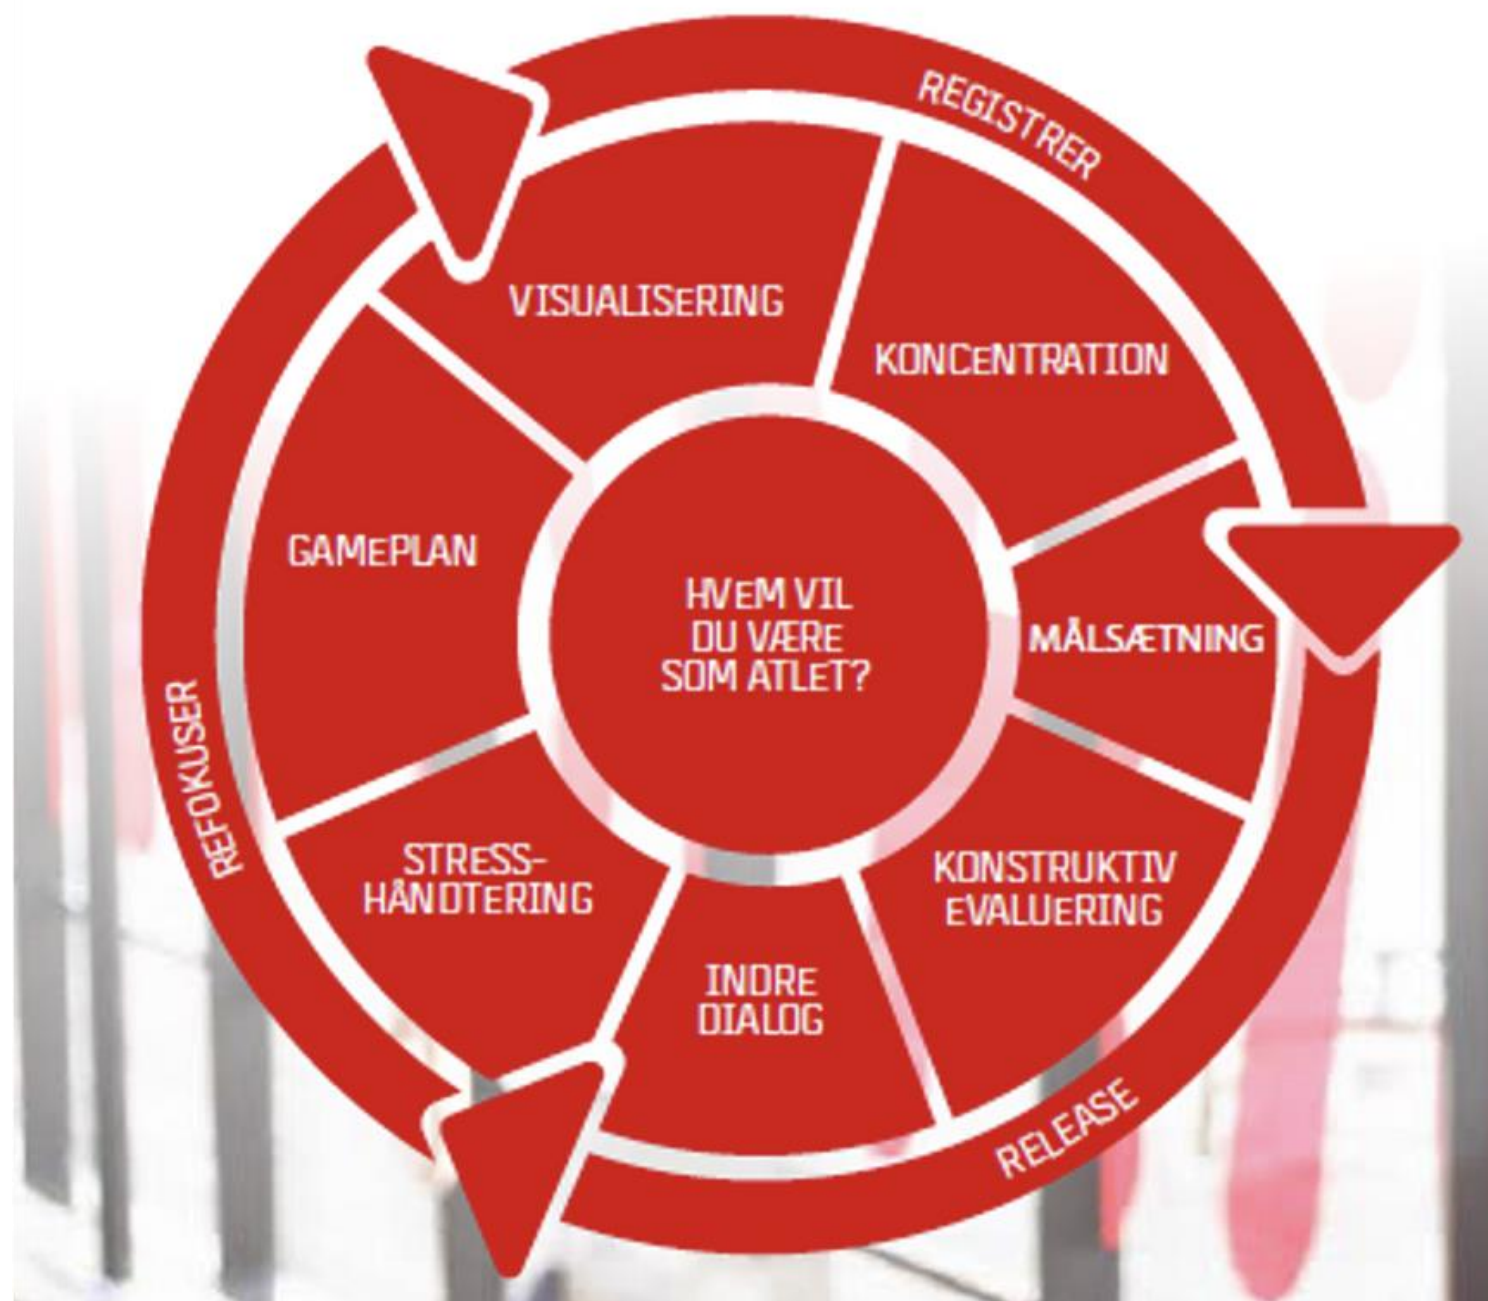 REGISTRER
VISUALISERING
KONCENTRATION
GAMEPLAN
HVEM VIL
DU VÆRE
SOM ATLET?
MÅLSÆTNING
REFOKUSER
STRESS-
HÅNDTERING
KONSTRUKTIV
EVALUERING
INDRE
DIALOG
RELEASE